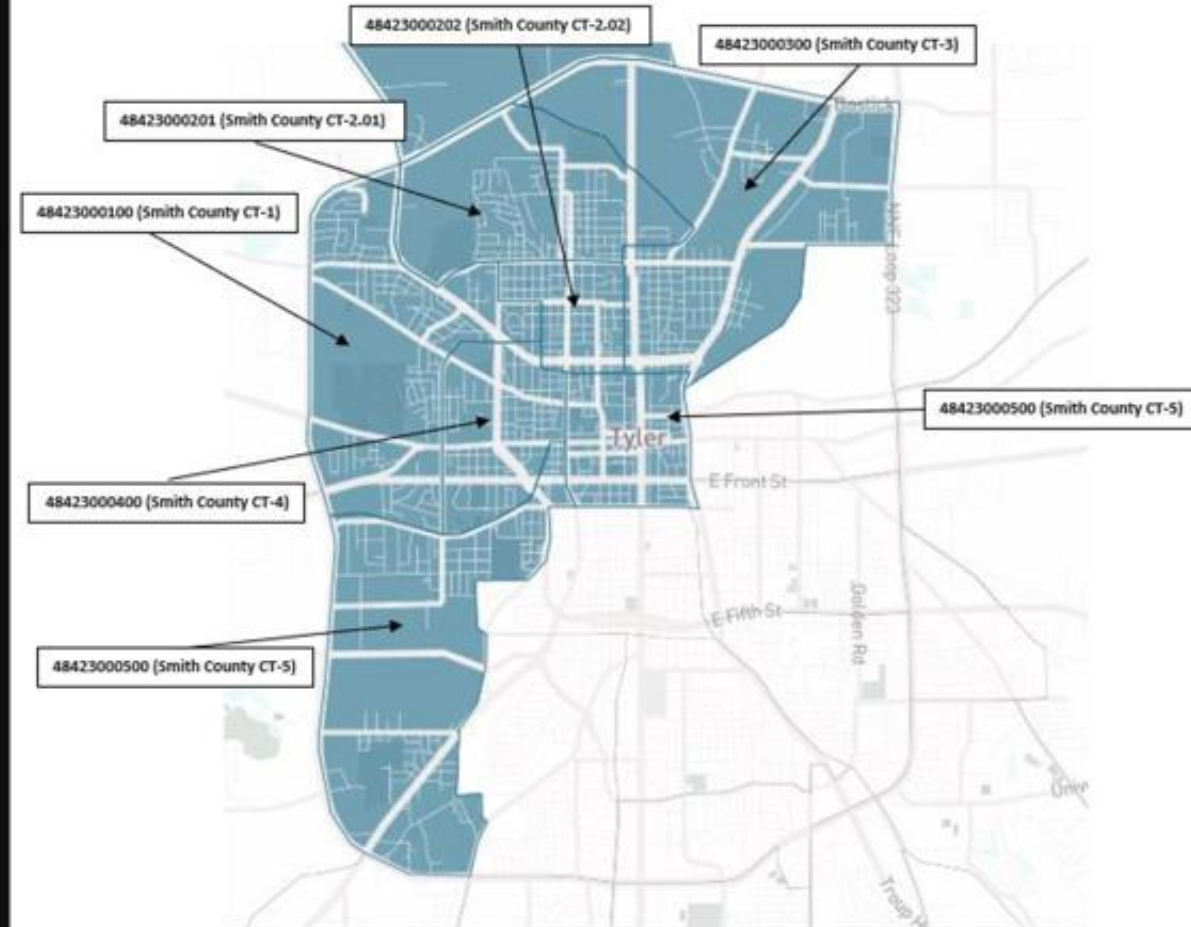 48423000202 (Smith County CT-2.02)
48423000300 (Smith County CT-3)
48423000201 (Smith County CT-2.01)
48423000100 (Smith County CT-1)
48423000500 (Smith County CT-5)
Tyler
E Front St
48423000400 (Smith County CT-4)
Golden Rd
E Fifth St
48423000500 (Smith County CT-5)
Troup H